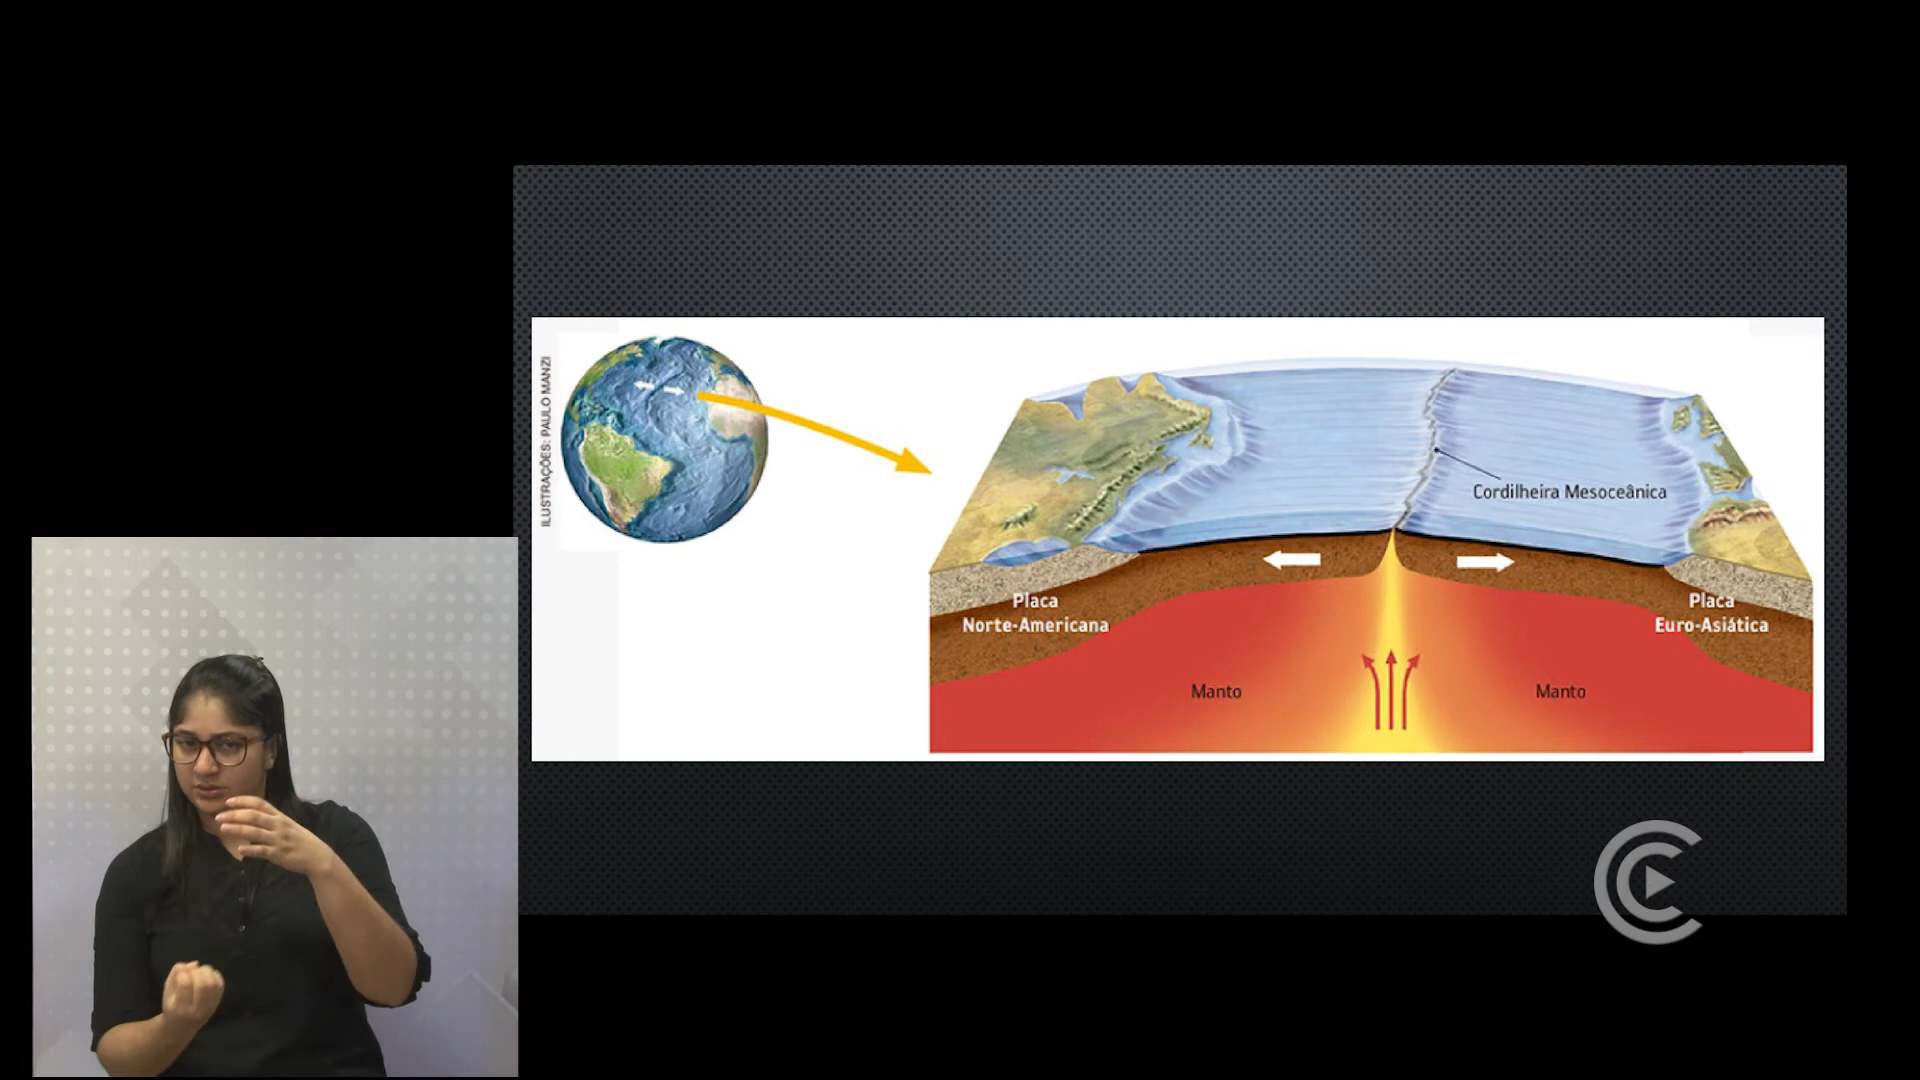 ILUSTRAÇÕES: PAULO MANZI
Cordilheira Mesoceânica
Placa
Norte-Americana
Placa
Euro-Asiática
Manto
Manto